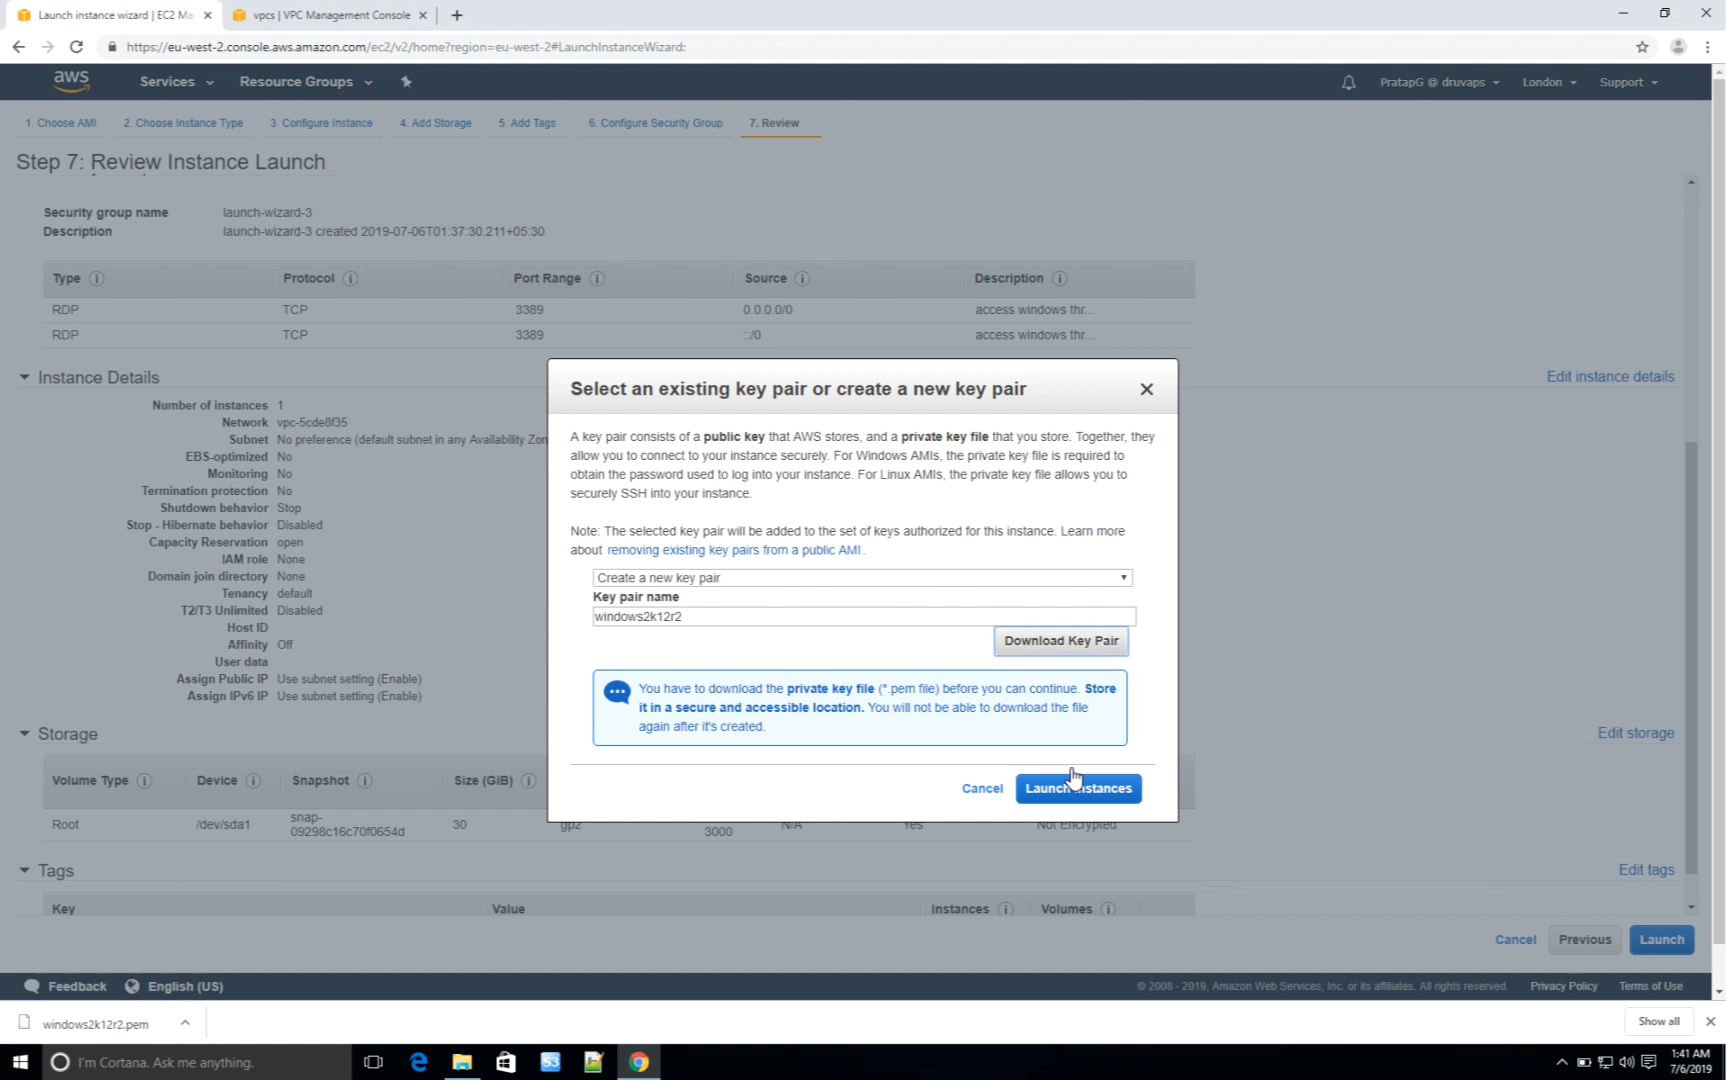 Launch instance wizard | EC2 Ma
vpcs | VPC Management Console
https://eu-west-2.console.aws.amazon.com/ec2/v2/home?region=eu-west-2#LaunchInstanceWizard:
aws
Services
Resource Groups
PratapG @ druvaps
London
Support
1. Choose AMI
2. Choose Instance Type
3. Configure Instance
4. Add Storage
5. Add Tags
6. Configure Security Group
7. Review
Step 7: Review Instance Launch
Security group name launch-wizard-3
Description launch-wizard-3 created 2019-07-06T01:37:30.211+05:30
Type Protocol Port Range Source Description
RDP TCP 3389 0.0.0.0/0 access windows thr...
RDP TCP 3389 ::/0 access windows thr...
Instance Details
Edit instance details
Number of instances 1
Network vpc-5cde8f35
Subnet No preference (default subnet in any Availability Zon
EBS-optimized No
Monitoring No
Termination protection No
Shutdown behavior Stop
Stop - Hibernate behavior Disabled
Capacity Reservation open
IAM role None
Domain join directory None
Tenancy default
T2/T3 Unlimited Disabled
Host ID
Affinity Off
User data
Assign Public IP Use subnet setting (Enable)
Assign IPv6 IP Use subnet setting (Enable)
Select an existing key pair or create a new key pair
A key pair consists of a public key that AWS stores, and a private key file that you store. Together, they
allow you to connect to your instance securely. For Windows AMIs, the private key file is required to
obtain the password used to log into your instance. For Linux AMIs, the private key file allows you to
securely SSH into your instance.
Note: The selected key pair will be added to the set of keys authorized for this instance. Learn more
about removing existing key pairs from a public AMI.
Create a new key pair
Key pair name
windows2k12r2
Download Key Pair
You have to download the private key file (*.pem file) before you can continue. Store
it in a secure and accessible location. You will not be able to download the file
again after it's created.
Cancel
Launch Instances
Storage
Edit storage
Volume Type Device Snapshot Size (GiB)
Root /dev/sda1 snap-09298c16c70f0654d 30 gp2 3000 N/A Yes Not Encrypted
Tags
Edit tags
Key Value Instances Volumes
Cancel
Previous
Launch
Feedback
English (US)
© 2008 - 2019, Amazon Web Services, Inc. or its affiliates. All rights reserved.
Privacy Policy
Terms of Use
windows2k12r2.pem
Show all
I'm Cortana. Ask me anything.
1:41 AM
7/6/2019